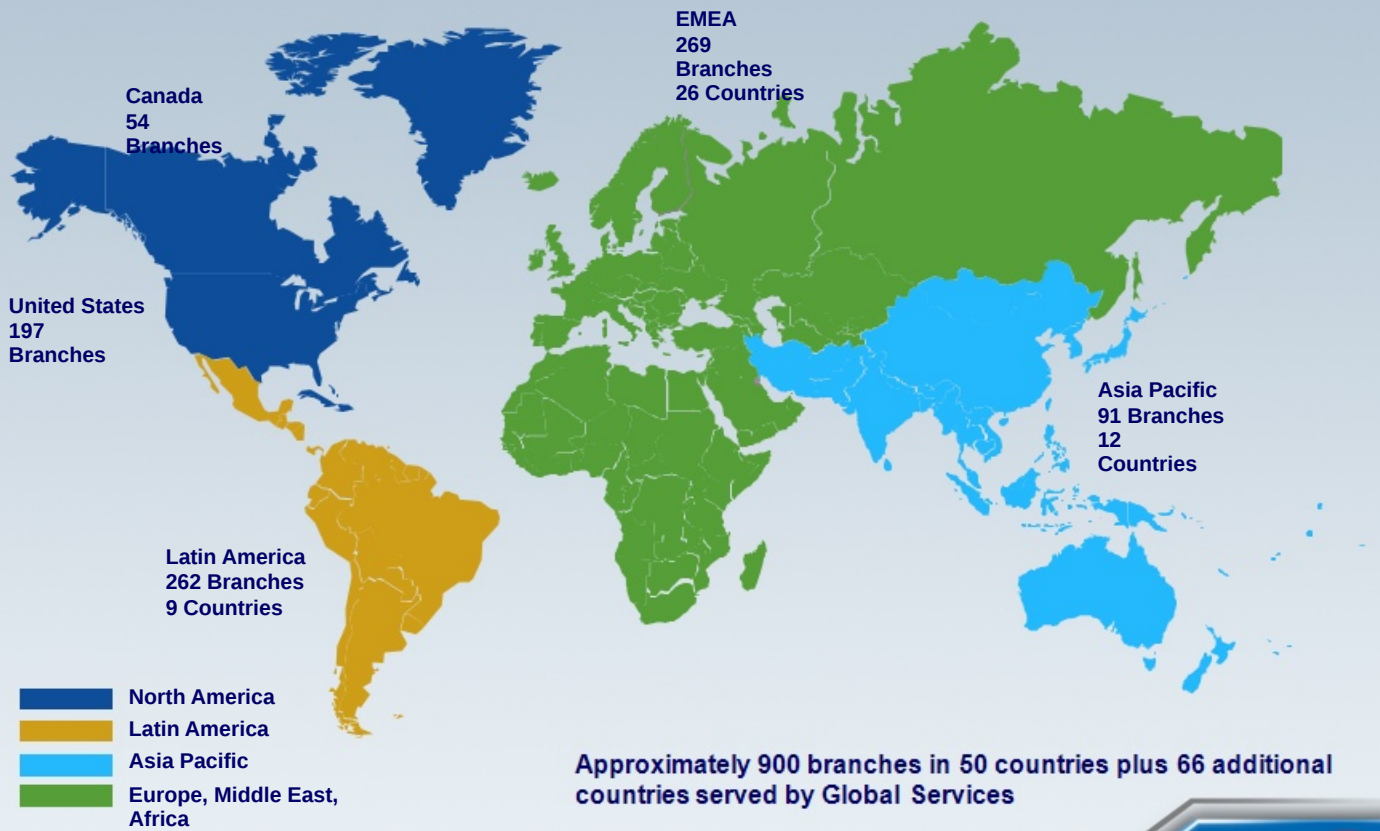 EMEA
269
Branches
26 Countries
Canada
54
Branches
United States
197
Branches
Asia Pacific
91 Branches
12
Countries
Latin America
262 Branches
9 Countries
North America
Latin America
Asia Pacific
Europe, Middle East,
Africa
Approximately 900 branches in 50 countries plus 66 additional
countries served by Global Services